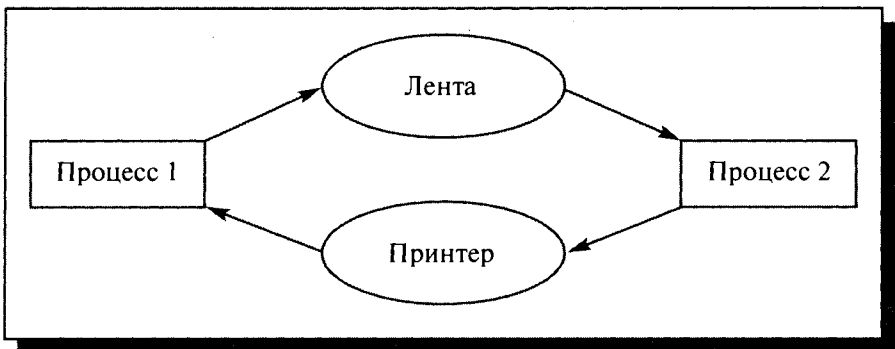 Лента
Процесс 1
Процесс 2
Принтер